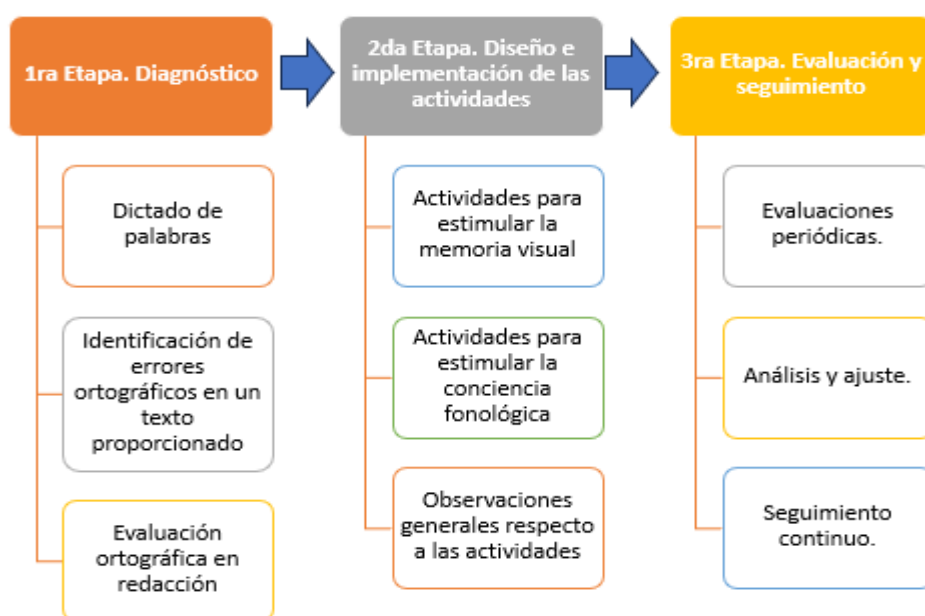 1ra Etapa. Diagnóstico
Dictado de
palabras
Identificación de
errores
ortográficos en un
texto
proporcionado
Evaluación
ortográfica en
redacción
2da Etapa. Diseño e
implementación de las
actividades
Actividades para
estimular la
memoria visual
Actividades para
estimular la
conciencia
fonológica
Observaciones
generales respecto
a las actividades
3ra Etapa. Evaluación y
seguimiento
Evaluaciones
periódicas.
Análisis y ajuste.
Seguimiento
continuo.